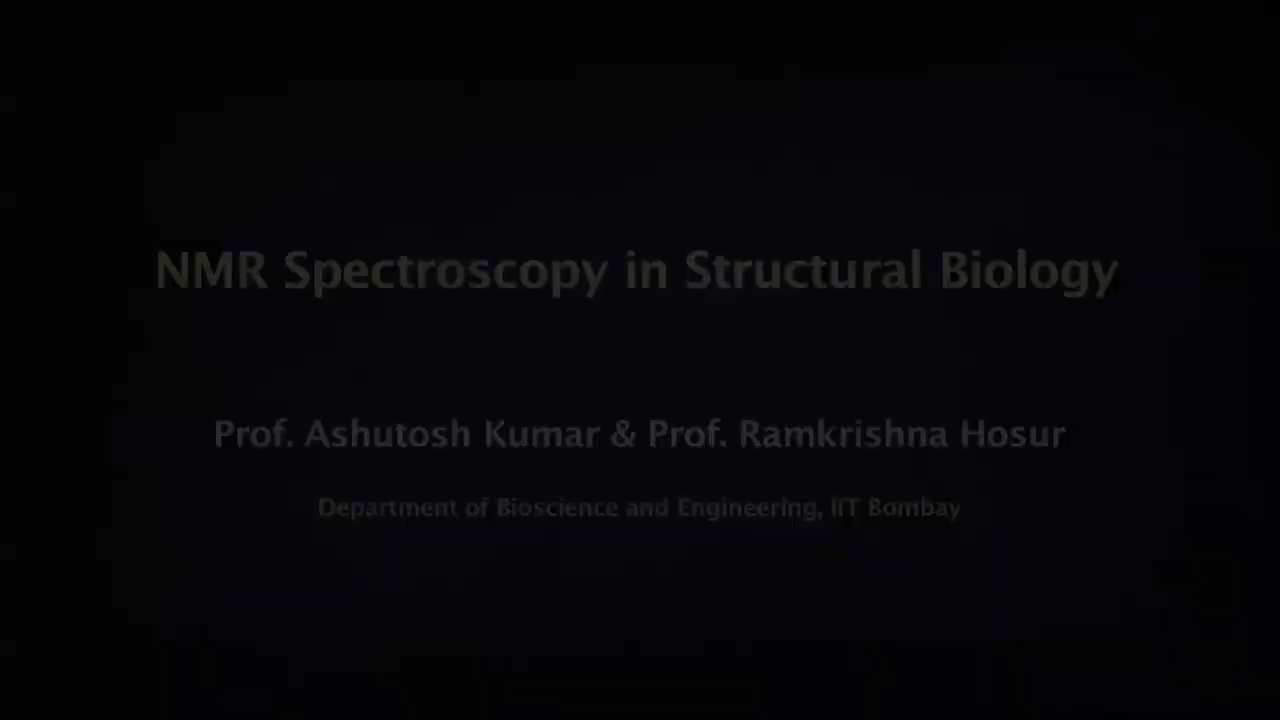 NMR Spectroscopy in Structural Biology
Prof. Ashutosh Kumar & Prof. Ramkrishna Hosur
Department of Bioscience and Engineering, IIT Bombay